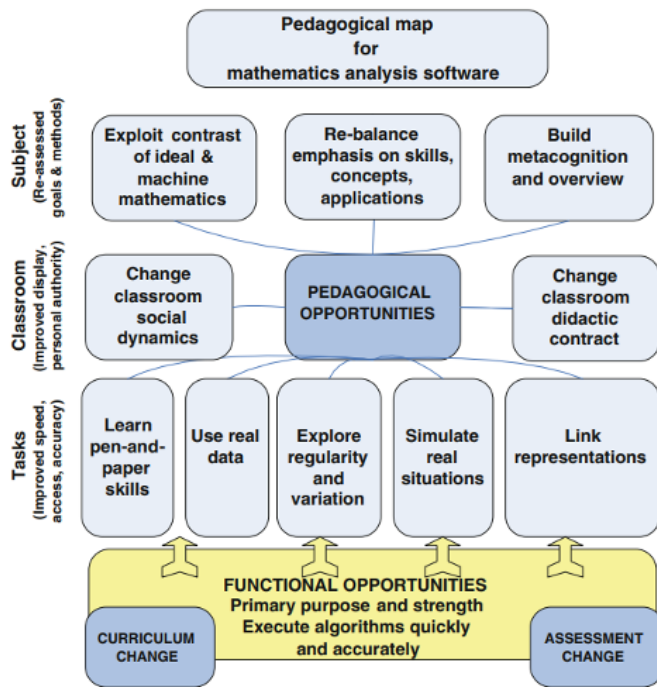 Pedagogical map
for
mathematics analysis software
Subject
(Re-assessed
goals & methods)
Exploit contrast
of ideal &
machine
mathematics
Re-balance
emphasis on skills,
concepts,
applications
Build
metacognition
and overview
Classroom
(Improved display,
personal authority)
Change
classroom
social
dynamics
PEDAGOGICAL
OPPORTUNITIES
Change
classroom
didactic
contract
Tasks
(Improved speed,
access, accuracy)
Learn
pen-and-
paper
skills
Use real
data
Explore
regularity
and
variation
Simulate
real
situations
Link
representations
FUNCTIONAL OPPORTUNITIES
Primary purpose and strength
Execute algorithms quickly
and accurately
CURRICULUM
CHANGE
ASSESSMENT
CHANGE